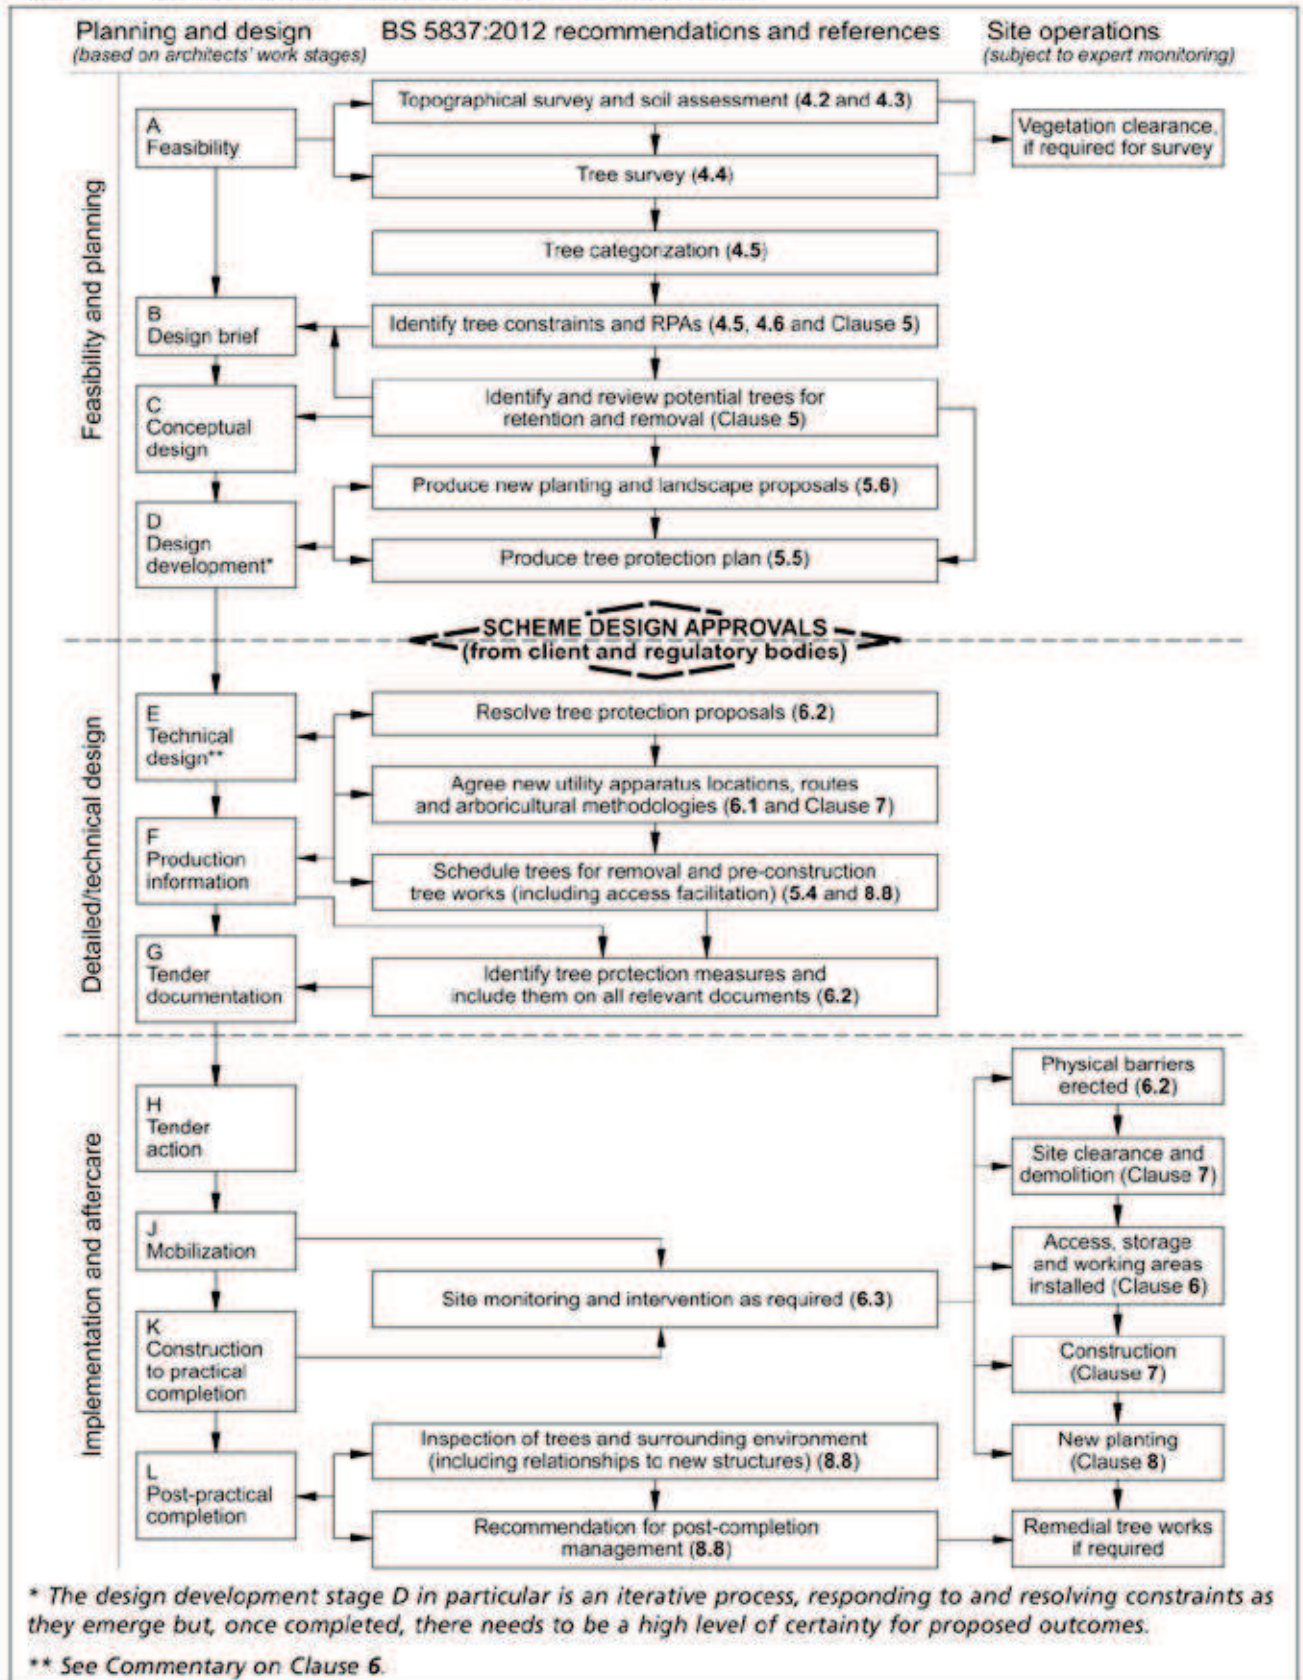 Planning and design
(based on architects' work stages)
BS 5837:2012 recommendations and references
Site operations
(subject to expert monitoring)
Feasibility and planning
A
Feasibility
Topographical survey and soil assessment (4.2 and 4.3)
Vegetation clearance,
if required for survey
Tree survey (4.4)
Tree categorization (4.5)
B
Design brief
Identify tree constraints and RPAs (4.5, 4.6 and Clause 5)
C
Conceptual
design
Identify and review potential trees for
retention and removal (Clause 5)
Produce new planting and landscape proposals (5.6)
D
Design
development*
Produce tree protection plan (5.5)
SCHEME DESIGN APPROVALS
(from client and regulatory bodies)
Detailed/technical design
E
Technical
design**
Resolve tree protection proposals (6.2)
Agree new utility apparatus locations, routes
and arboricultural methodologies (6.1 and Clause 7)
F
Production
information
Schedule trees for removal and pre-construction
tree works (including access facilitation) (5.4 and 8.8)
G
Tender
documentation
Identify tree protection measures and
include them on all relevant documents (6.2)
Implementation and aftercare
H
Tender
action
Physical barriers
erected (6.2)
Site clearance and
demolition (Clause 7)
J
Mobilization
Access, storage
and working areas
installed (Clause 6)
Site monitoring and intervention as required (6.3)
K
Construction
to practical
completion
Construction
(Clause 7)
New planting
(Clause 8)
L
Post-practical
completion
Inspection of trees and surrounding environment
(including relationships to new structures) (8.8)
Recommendation for post-completion
management (8.8)
Remedial tree works
if required
* The design development stage D in particular is an iterative process, responding to and resolving constraints as
they emerge but, once completed, there needs to be a high level of certainty for proposed outcomes.
** See Commentary on Clause 6.